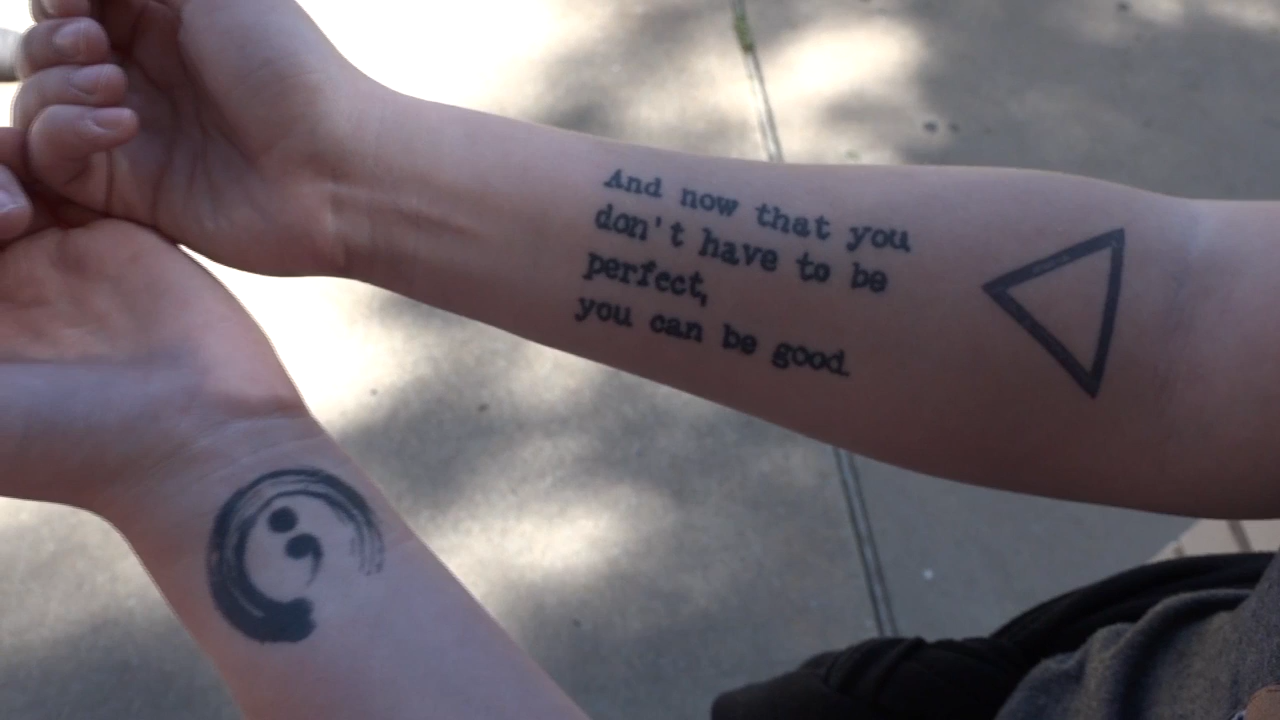 And now that you
don't have to be
perfect,
you can be good.
;